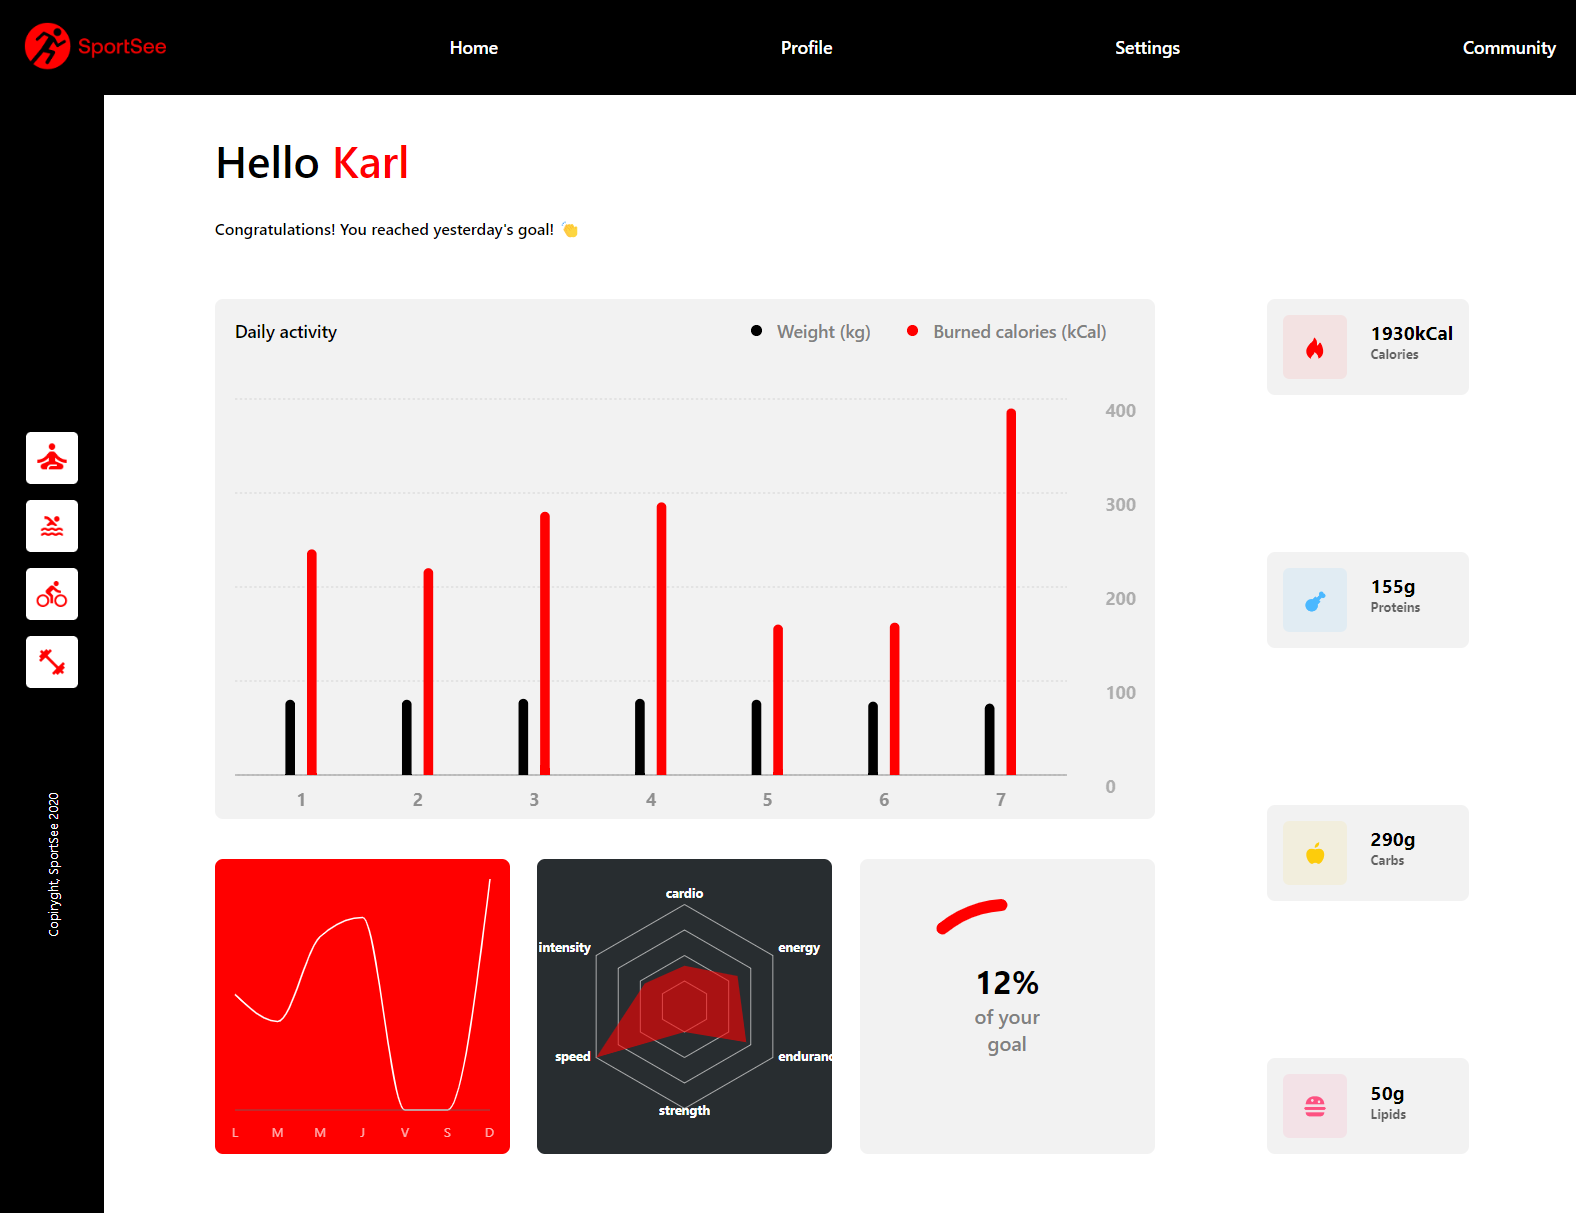 SportSee
Home
Profile
Settings
Community
Hello Karl
Congratulations! You reached yesterday's goal! 👏
Daily activity
Weight (kg)
Burned calories (kCal)
400
300
200
100
0
1 2 3 4 5 6 7
1930kCal
Calories
155g
Proteins
290g
Carbs
50g
Lipids
Copiryght, SportSee 2020
L M M J V S D
cardio
energy
enduranc
strength
speed
intensity
12%
of your
goal